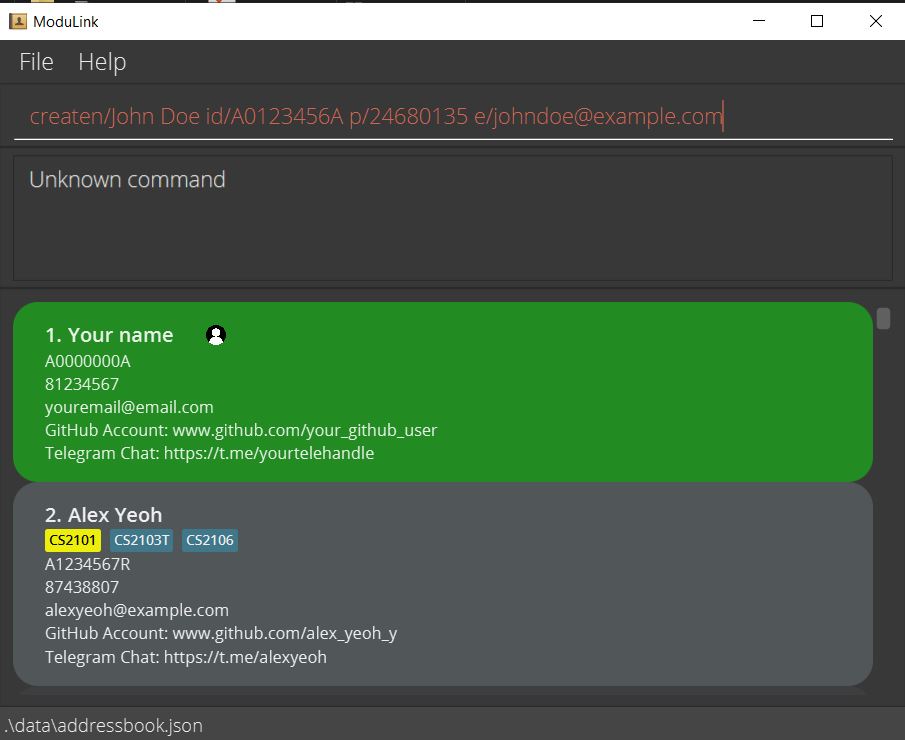 ModuLink
File Help
createn/John Doe id/A0123456A p/24680135 e/johndoe@example.com
Unknown command
1. Your name
A0000000A
81234567
youremail@email.com
GitHub Account: www.github.com/your_github_user
Telegram Chat: https://t.me/yourtelehandle
2. Alex Yeoh
CS2101 CS2103T CS2106
A1234567R
87438807
alexyeoh@example.com
GitHub Account: www.github.com/alex_yeoh_y
Telegram Chat: https://t.me/alexyeoh
.\data\addressbook.json